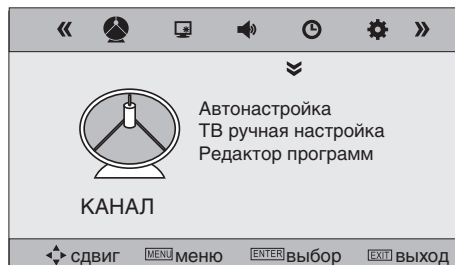 Автонастройка
ТВ ручная настройка
Редактор программ
КАНАЛ
сдвиг MENU меню ENTER выбор EXIT выход